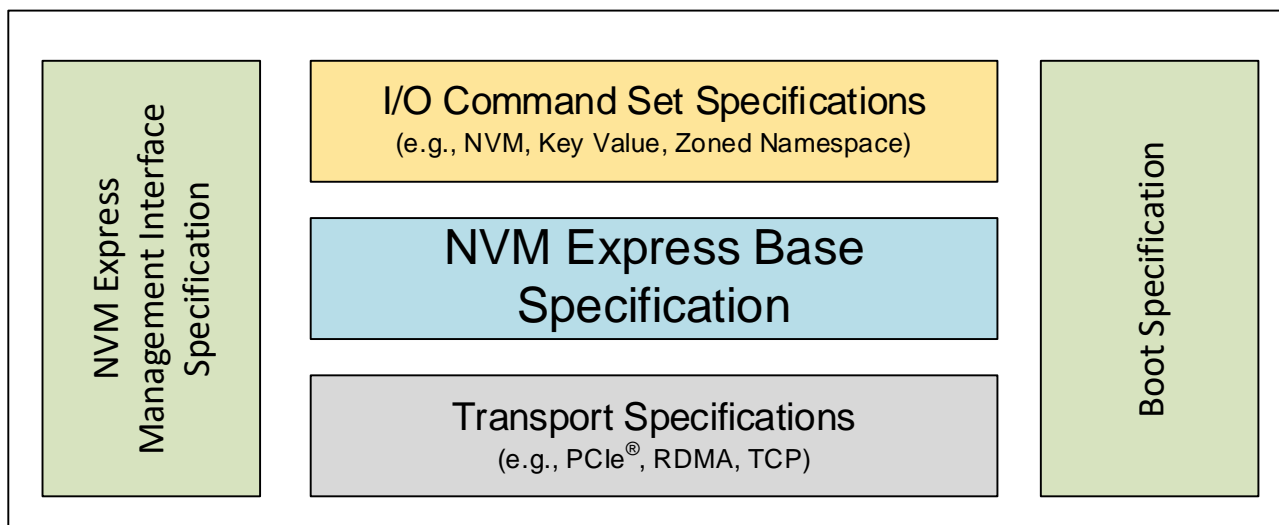 NVM Express
Management Interface
Specification
I/O Command Set Specifications
(e.g., NVM, Key Value, Zoned Namespace)
NVM Express Base
Specification
Transport Specifications
(e.g., PCIe®, RDMA, TCP)
Boot Specification